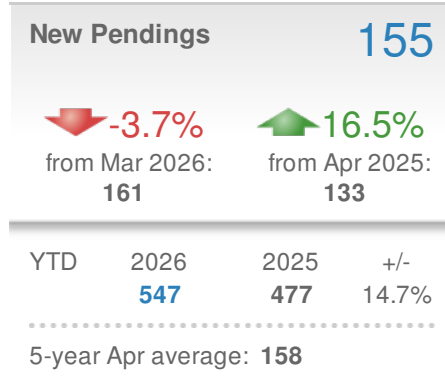 New Pendings 155
-3.7% 16.5%
from Mar 2026: from Apr 2025:
161 133
YTD 2026 2025 +/-
547 477 14.7%
5-year Apr average: 158